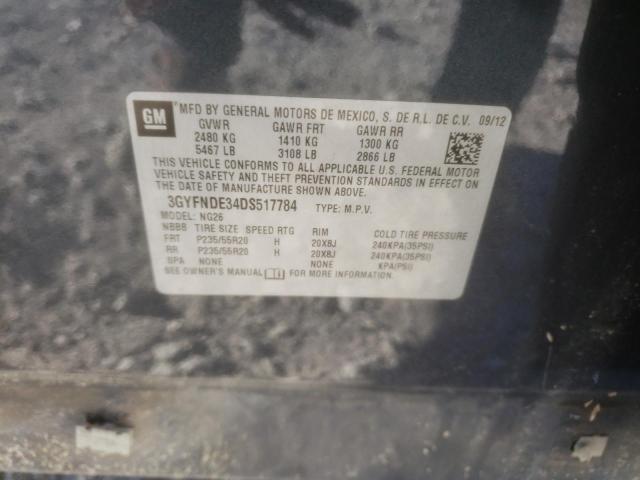 GM
MFD BY GENERAL MOTORS DE MEXICO, S. DE R.L. DE C.V. 09/12
GVWR GAWR FRT GAWR RR
2480 KG 1410 KG 1300 KG
5467 LB 3108 LB 2866 LB
THIS VEHICLE CONFORMS TO ALL APPLICABLE U.S. FEDERAL MOTOR
VEHICLE SAFETY AND THEFT PREVENTION STANDARDS IN EFFECT ON
THE DATE OF MANUFACTURE SHOWN ABOVE.
3GYFNDE34DS517784 TYPE: M.P.V.
MODEL: NG26
NBBB TIRE SIZE SPEED RTG RIM COLD TIRE PRESSURE
FRT P235/55R20 H 20X8J 240KPA(35PSI)
RR P235/55R20 H 20X8J 240KPA(35PSI)
SPA NONE NONE KPA(PSI)
SEE OWNER'S MANUAL FOR MORE INFORMATION.